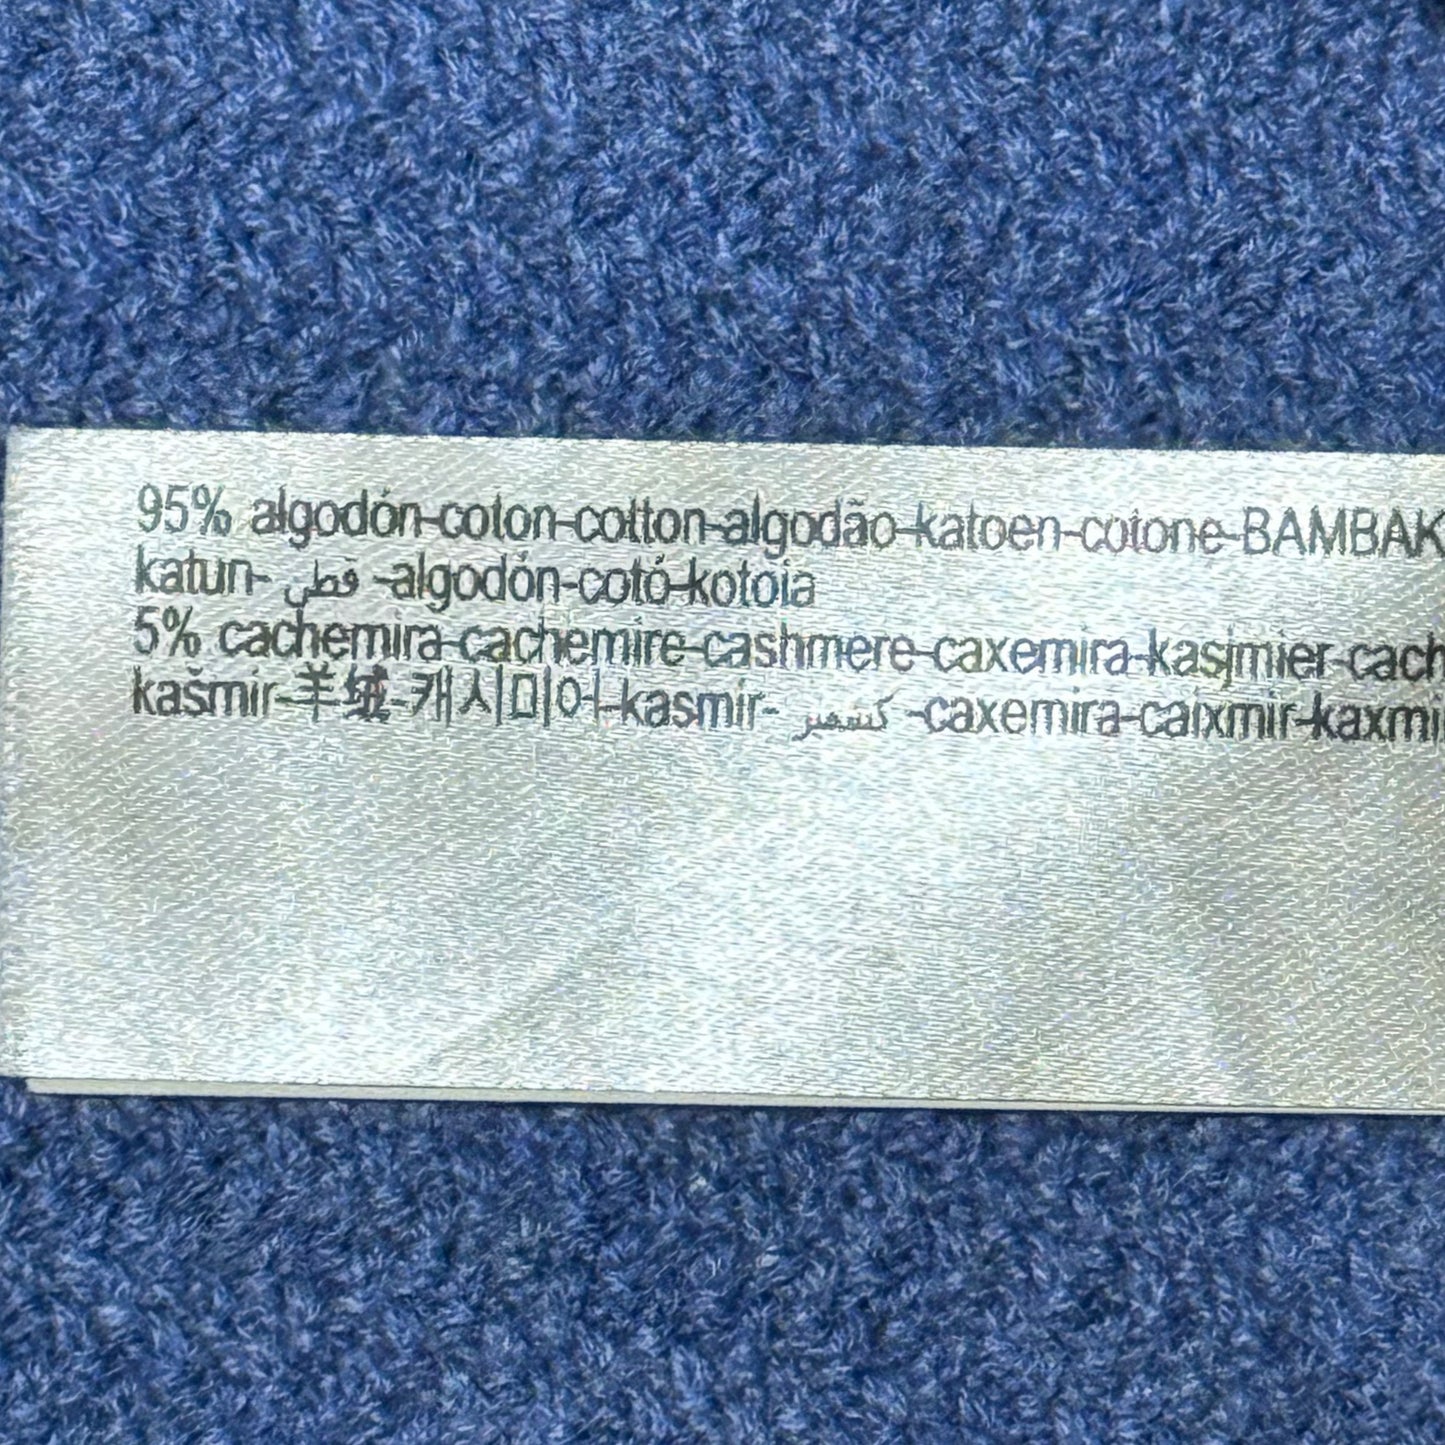 95% algodón-coton-cotton-algodão-katoen-cotone-BAMBAK
katun- قطن -algodón-cotó-kotoia
5% cachemira-cachemire-cashmere-caxemira-kasjmier-cach
kašmir-羊绒-캐시미어-kasmir- كشمير -caxemira-caixmir-kaxmi